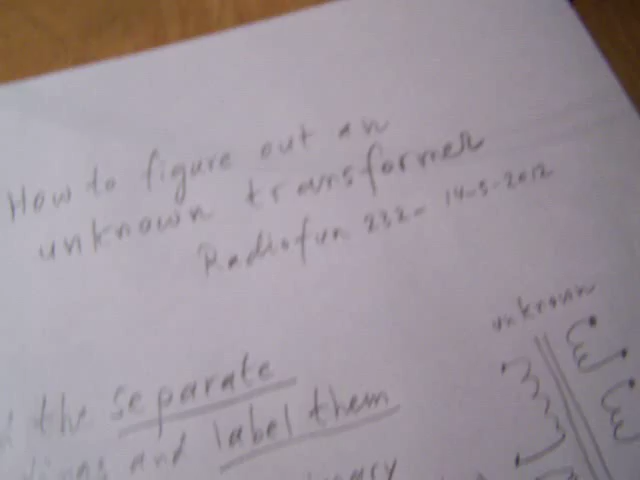 How to figure out an
unknown transformer
Radiofun 232- 14-5-2012
unknown
the separate
and label them